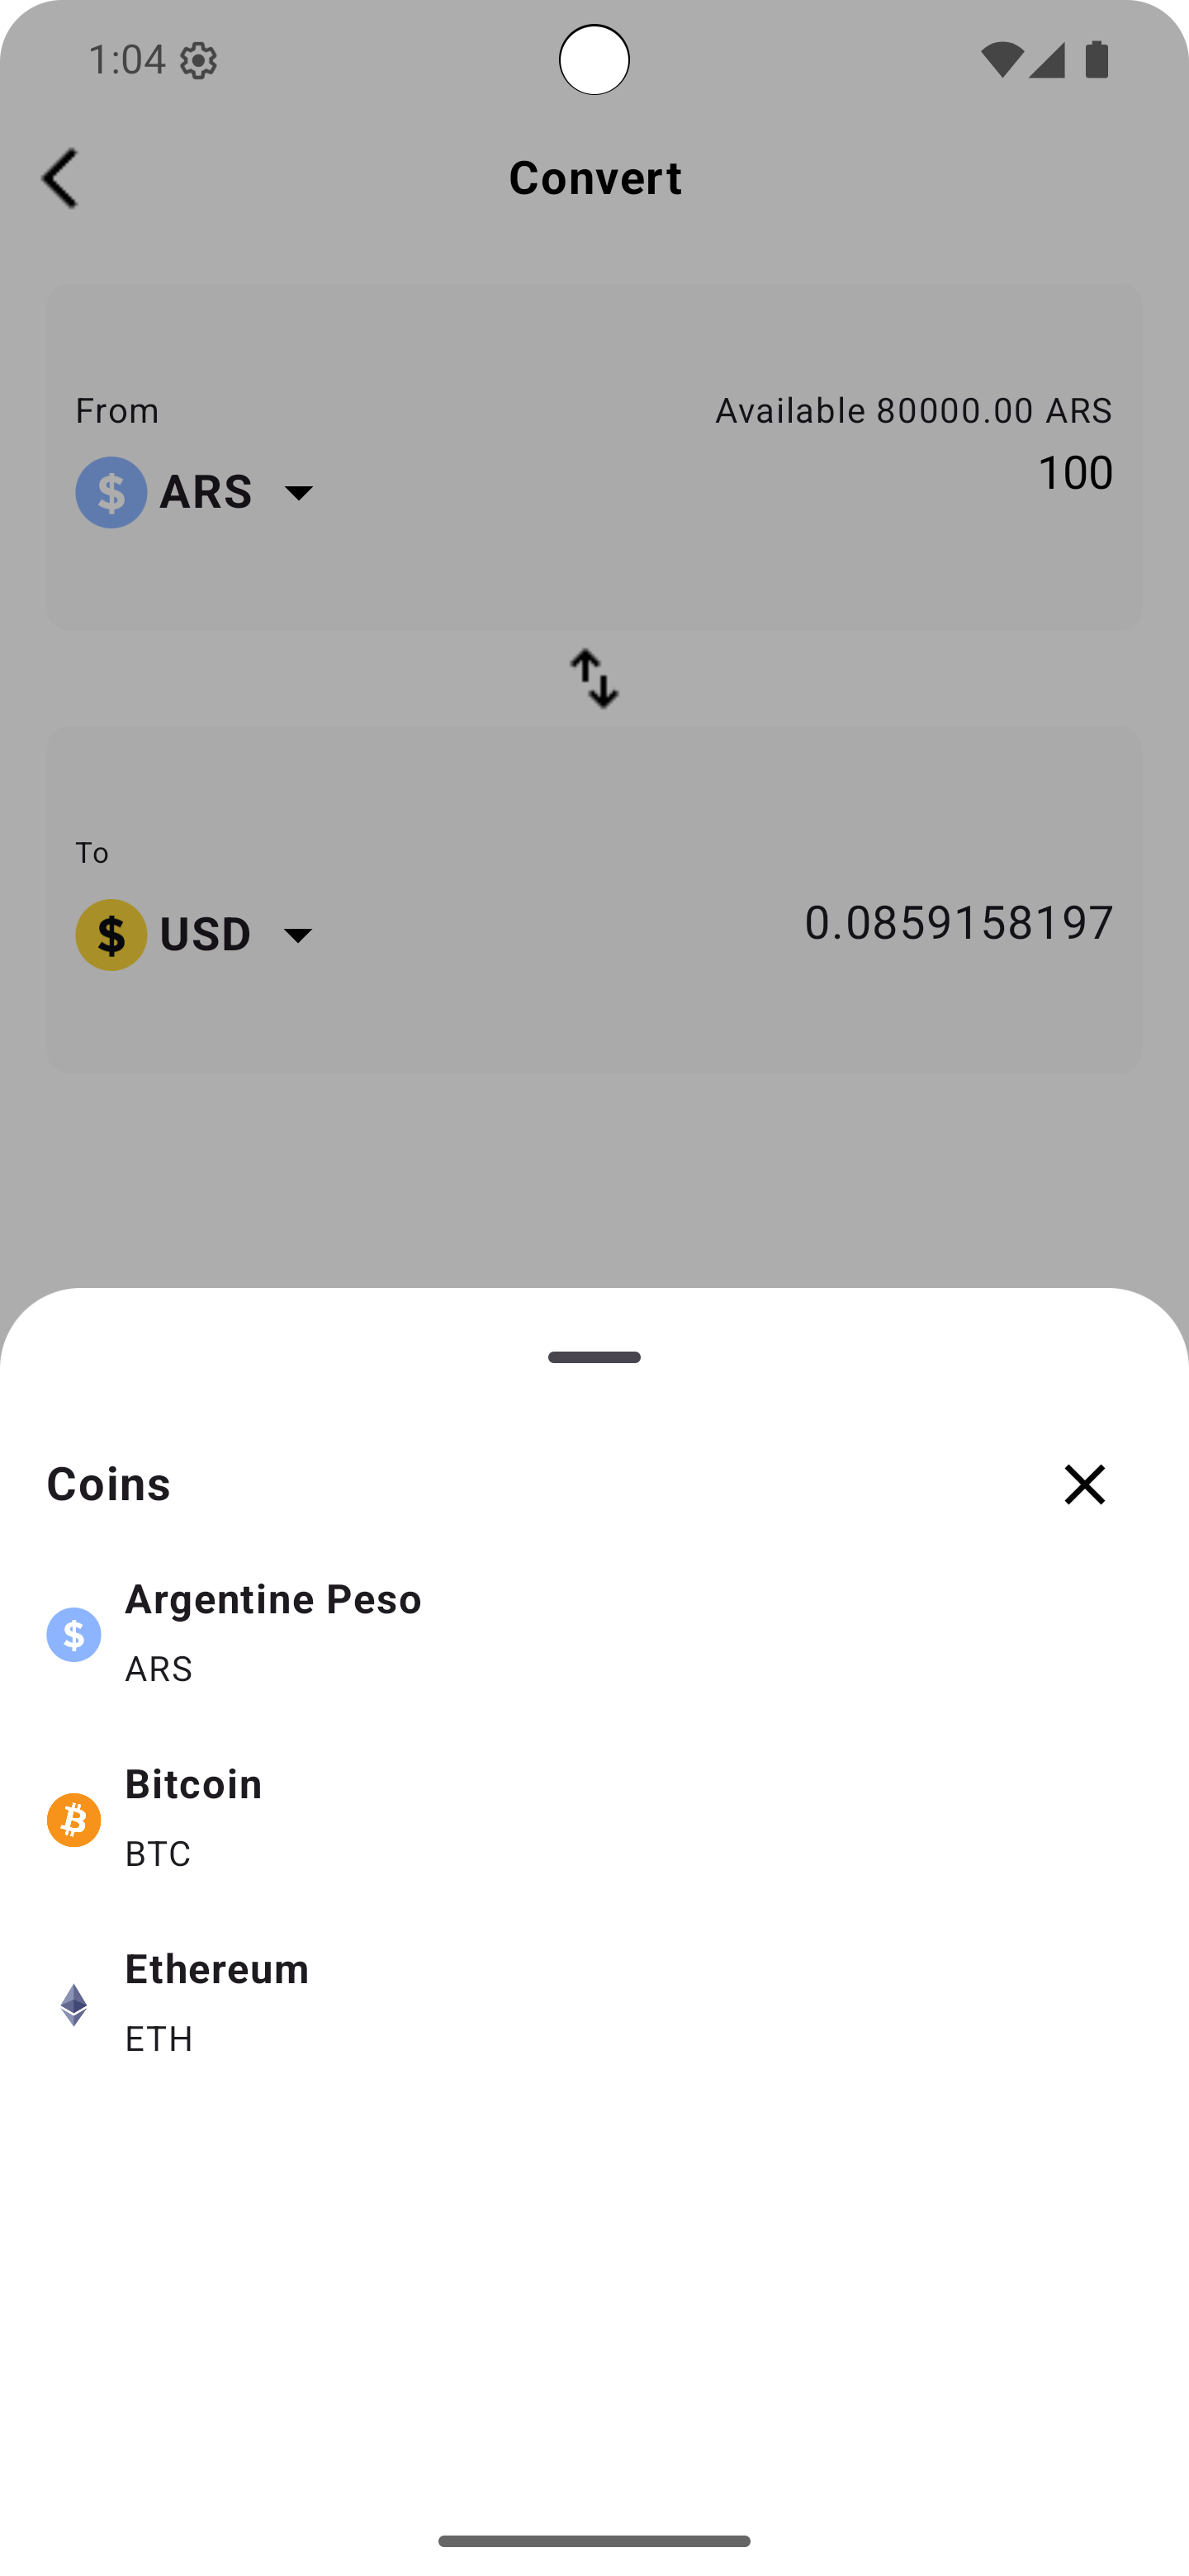 1:04
Convert
From
Available 80000.00 ARS
$ ARS
100
To
$ USD
0.0859158197
Coins
Argentine Peso
$
ARS
Bitcoin
BTC
Ethereum
ETH